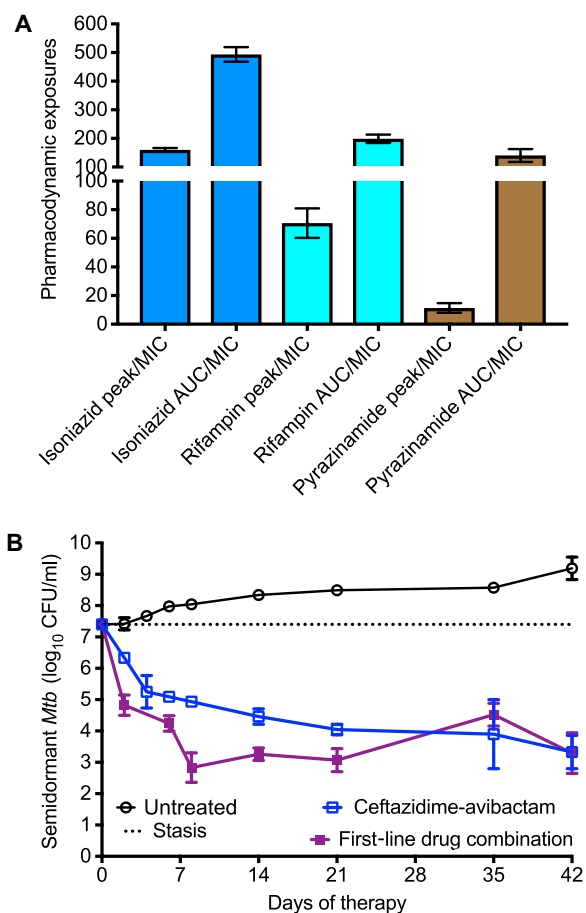 A
Pharmacodynamic exposures
600
500
400
300
200
100
100
80
60
40
20
0
Isoniazid peak/MIC
Isoniazid AUC/MIC
Rifampin peak/MIC
Rifampin AUC/MIC
Pyrazinamide peak/MIC
Pyrazinamide AUC/MIC
B
Semidormant Mtb (log10 CFU/ml)
10
9
8
7
6
5
4
3
2
1
0
Untreated
Stasis
Ceftazidime-avibactam
First-line drug combination
0 7 14 21 28 35 42
Days of therapy